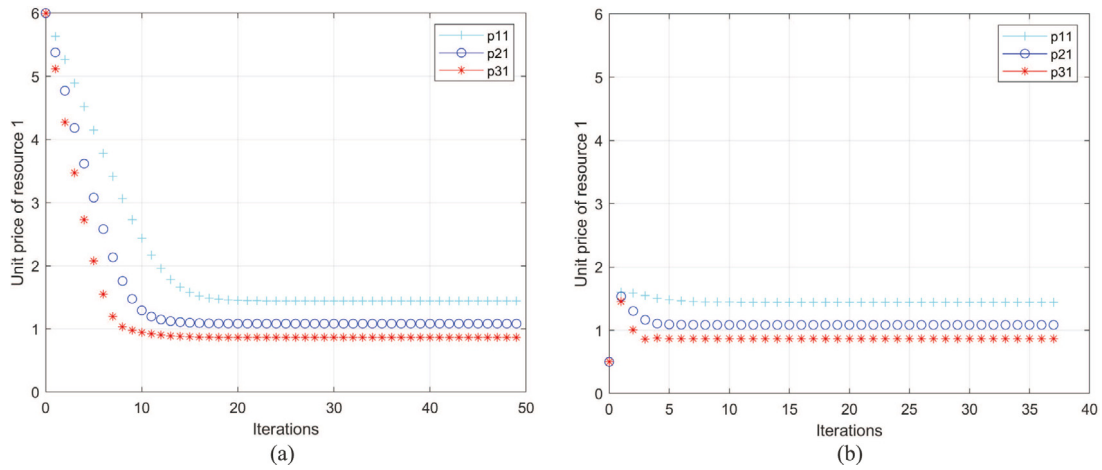 6
5
4
3
2
1
0
Unit price of resource 1
p11
p21
p31
0 10 20 30 40 50
Iterations
(a)
6
5
4
3
2
1
0
Unit price of resource 1
p11
p21
p31
0 5 10 15 20 25 30 35 40
Iterations
(b)